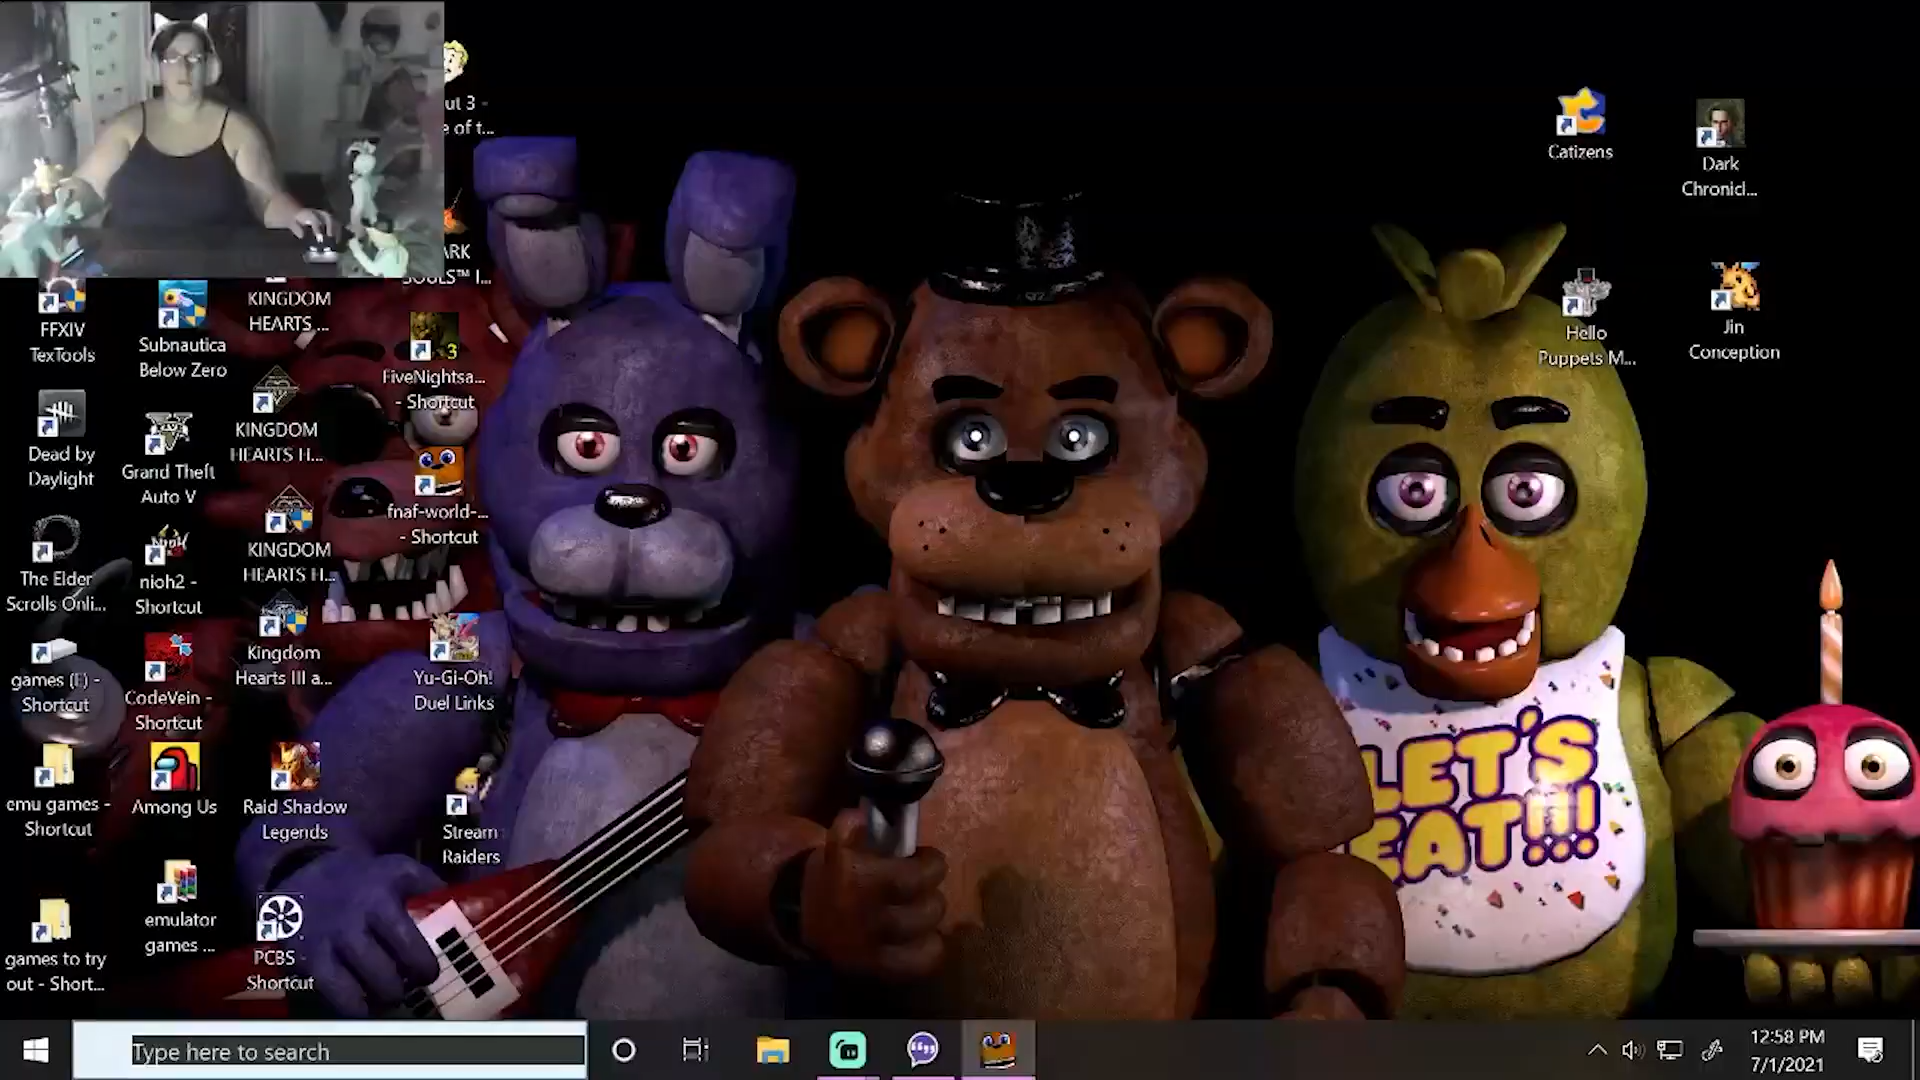 ut 3 -
e of t...
ARK
OULS™ I...
FFXIV
TexTools
Subnautica
Below Zero
KINGDOM
HEARTS ...
FiveNightsa...
- Shortcut
3
Dead by
Daylight
Grand Theft
Auto V
KINGDOM
HEARTS H...
fnaf-world-...
- Shortcut
The Elder
Scrolls Onli...
nioh2 -
Shortcut
KINGDOM
HEARTS H...
games (E) -
Shortcut
CodeVein -
Shortcut
Kingdom
Hearts III a...
Yu-Gi-Oh!
Duel Links
emu games -
Shortcut
Among Us
Raid Shadow
Legends
Stream
Raiders
games to try
out - Short...
emulator
games ...
PCBS -
Shortcut
Catizens
Dark
Chronicl...
Hello
Puppets M...
Jin
Conception
LET'S
EAT!!!
Type here to search
12:58 PM
7/1/2021